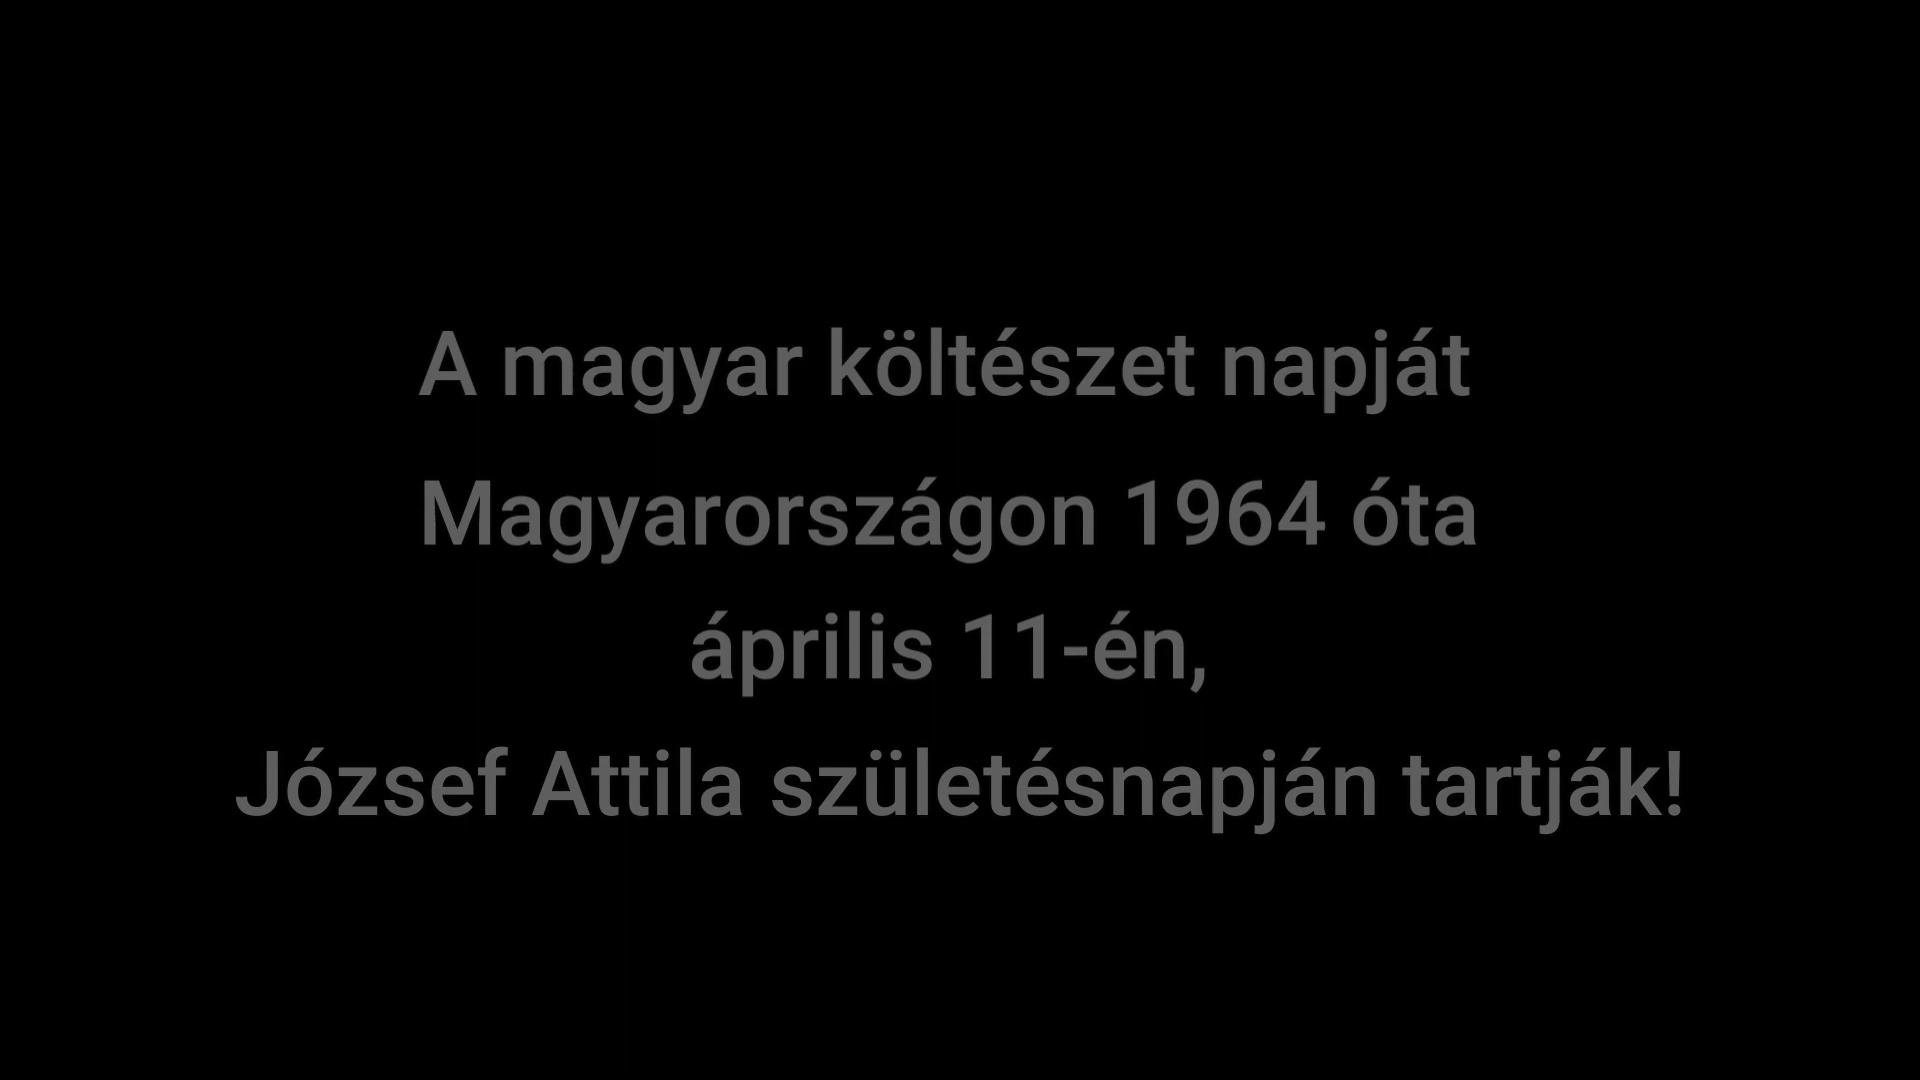 A magyar költészet napját
Magyarországon 1964 óta
április 11-én,
József Attila születésnapján tartják!